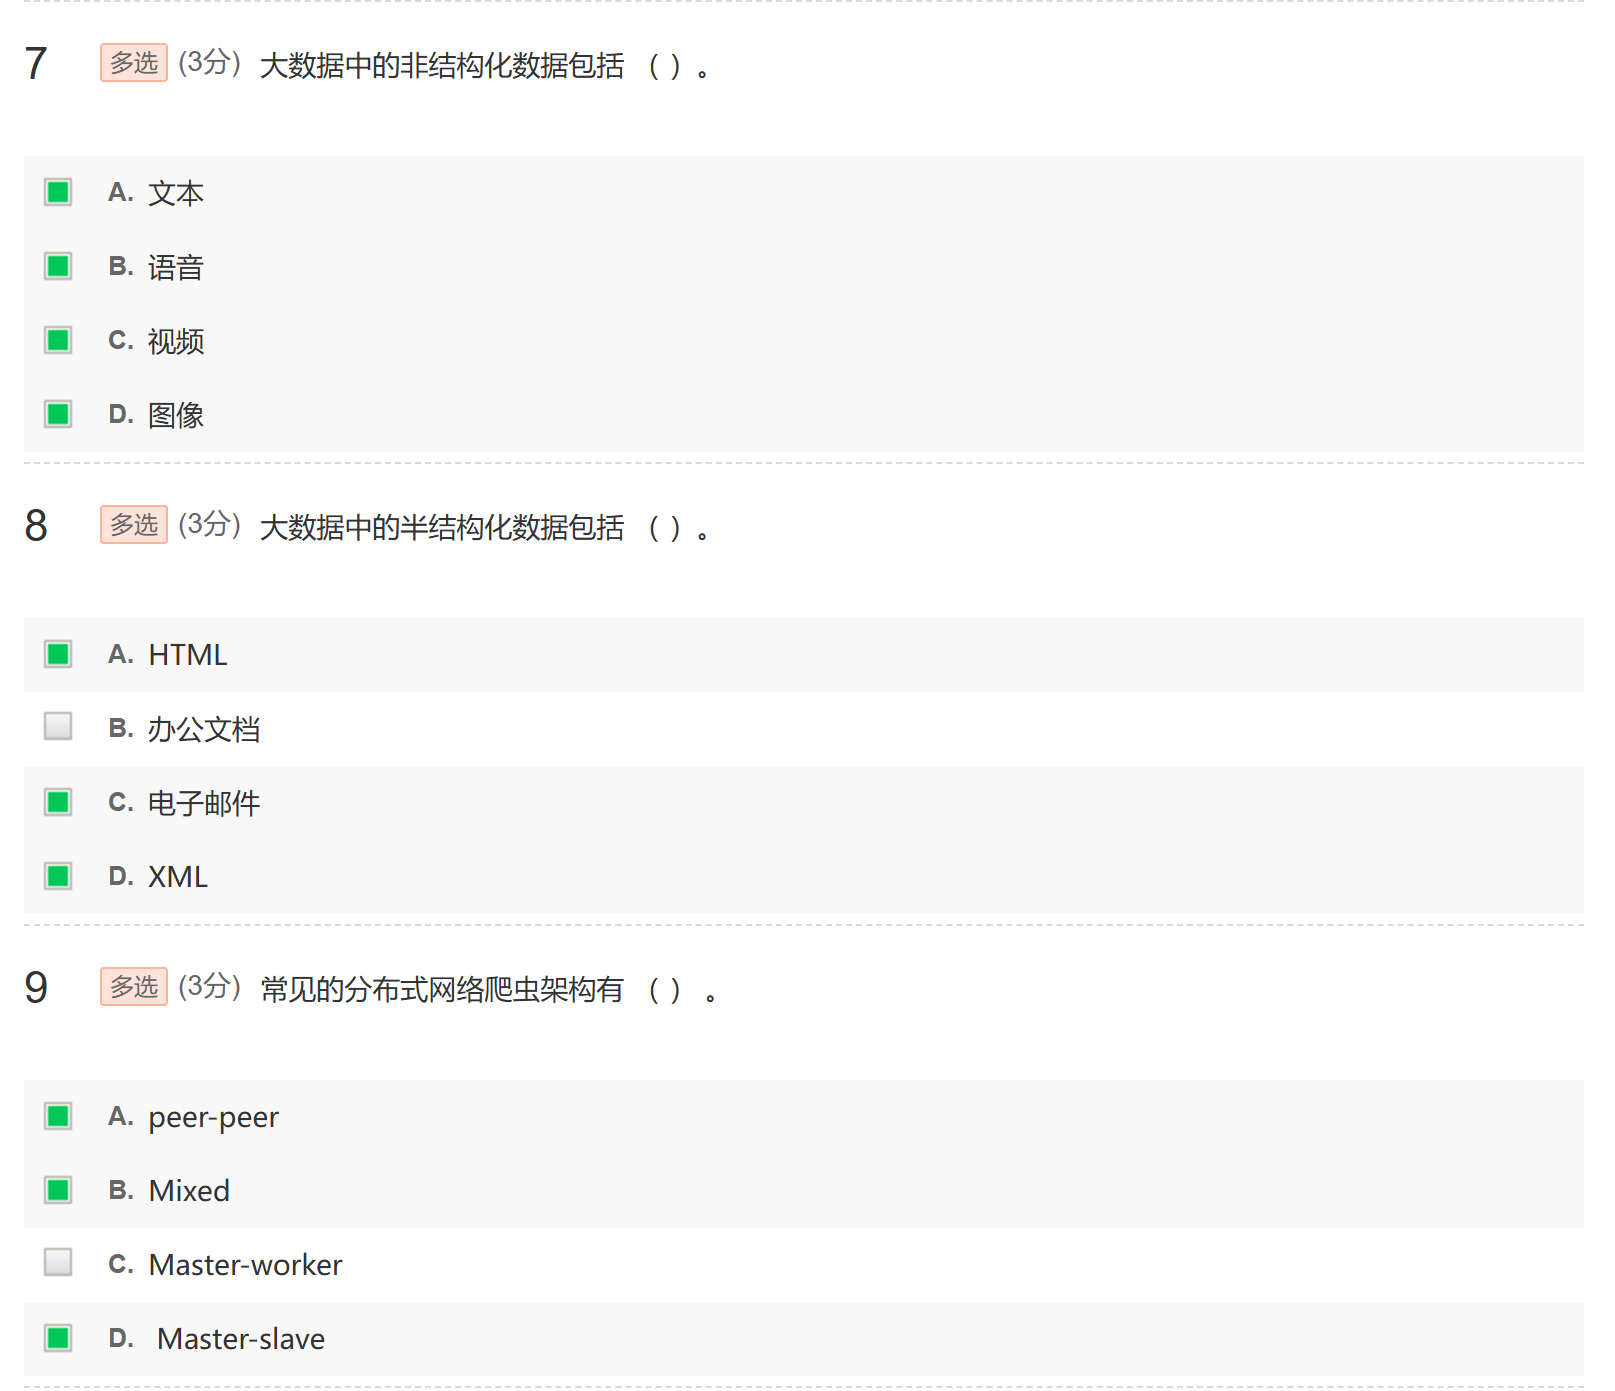 7 多选 (3分) 大数据中的非结构化数据包括 （ ）。
A. 文本
B. 语音
C. 视频
D. 图像
8 多选 (3分) 大数据中的半结构化数据包括 （ ）。
A. HTML
B. 办公文档
C. 电子邮件
D. XML
9 多选 (3分) 常见的分布式网络爬虫架构有 （ ） 。
A. peer-peer
B. Mixed
C. Master-worker
D. Master-slave